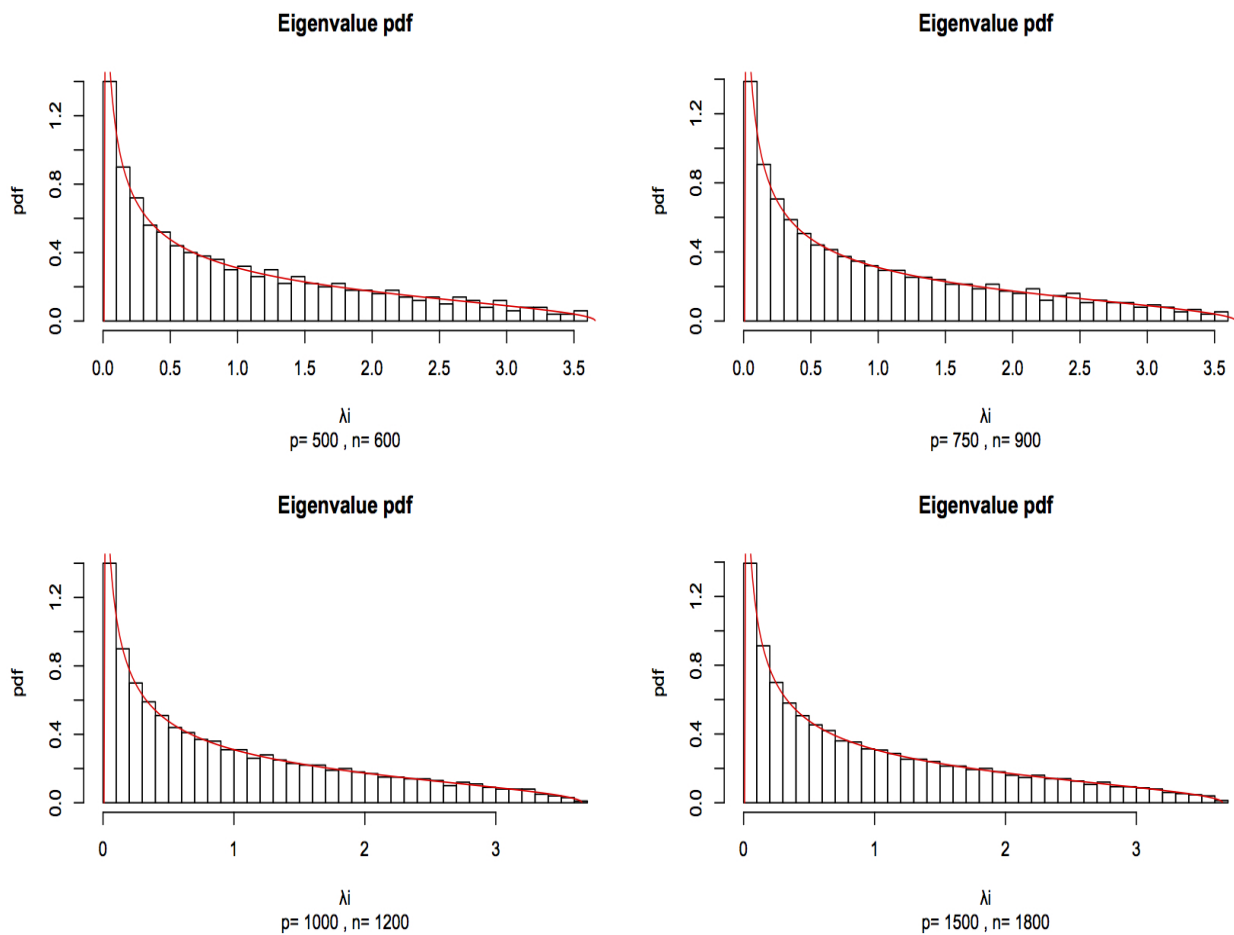 Eigenvalue pdf
pdf
0.0 0.4 0.8 1.2
0.0 0.5 1.0 1.5 2.0 2.5 3.0 3.5
λi
p= 500 , n= 600
Eigenvalue pdf
pdf
0.0 0.4 0.8 1.2
0.0 0.5 1.0 1.5 2.0 2.5 3.0 3.5
λi
p= 750 , n= 900
Eigenvalue pdf
pdf
0.0 0.4 0.8 1.2
0 1 2 3
λi
p= 1000 , n= 1200
Eigenvalue pdf
pdf
0.0 0.4 0.8 1.2
0 1 2 3
λi
p= 1500 , n= 1800